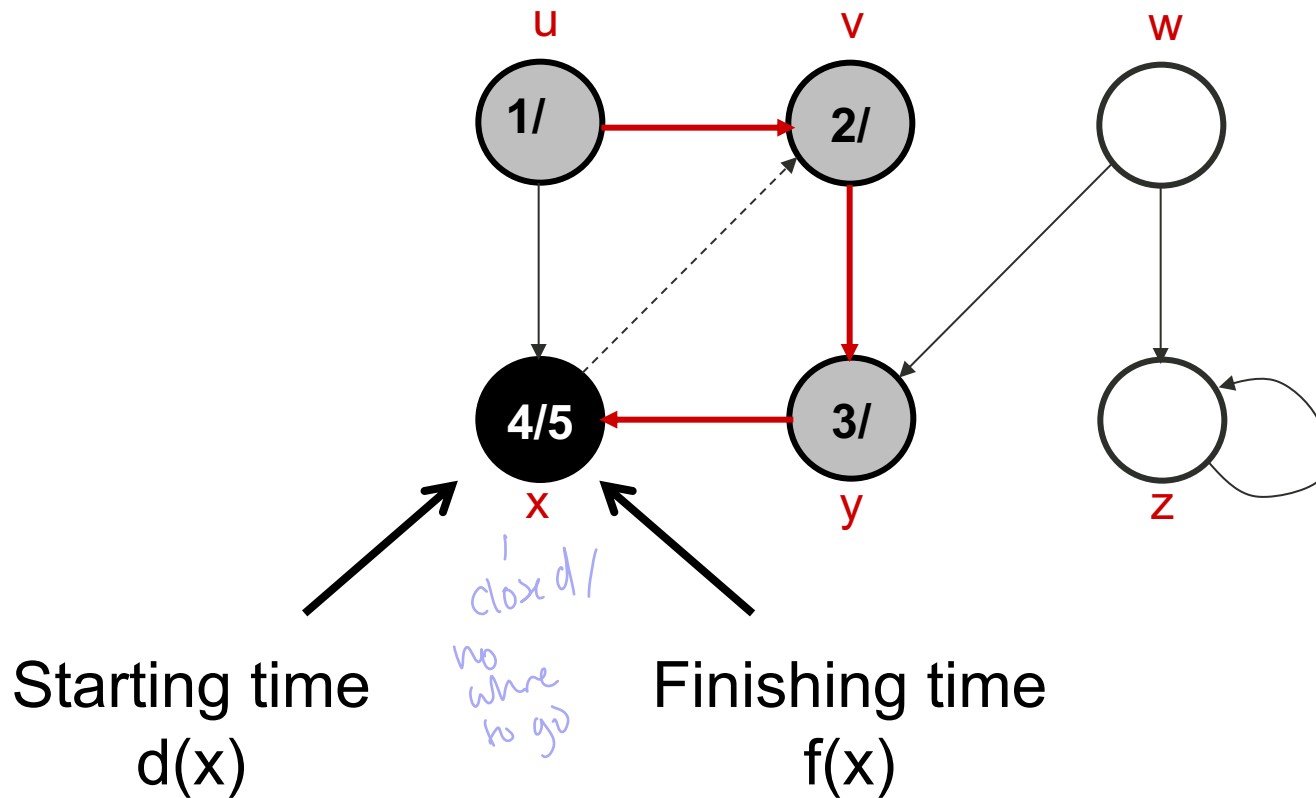 u v w
1/ 2/
4/5 3/
x y z
closed/
no
where
to go
Starting time Finishing time
d(x) f(x)